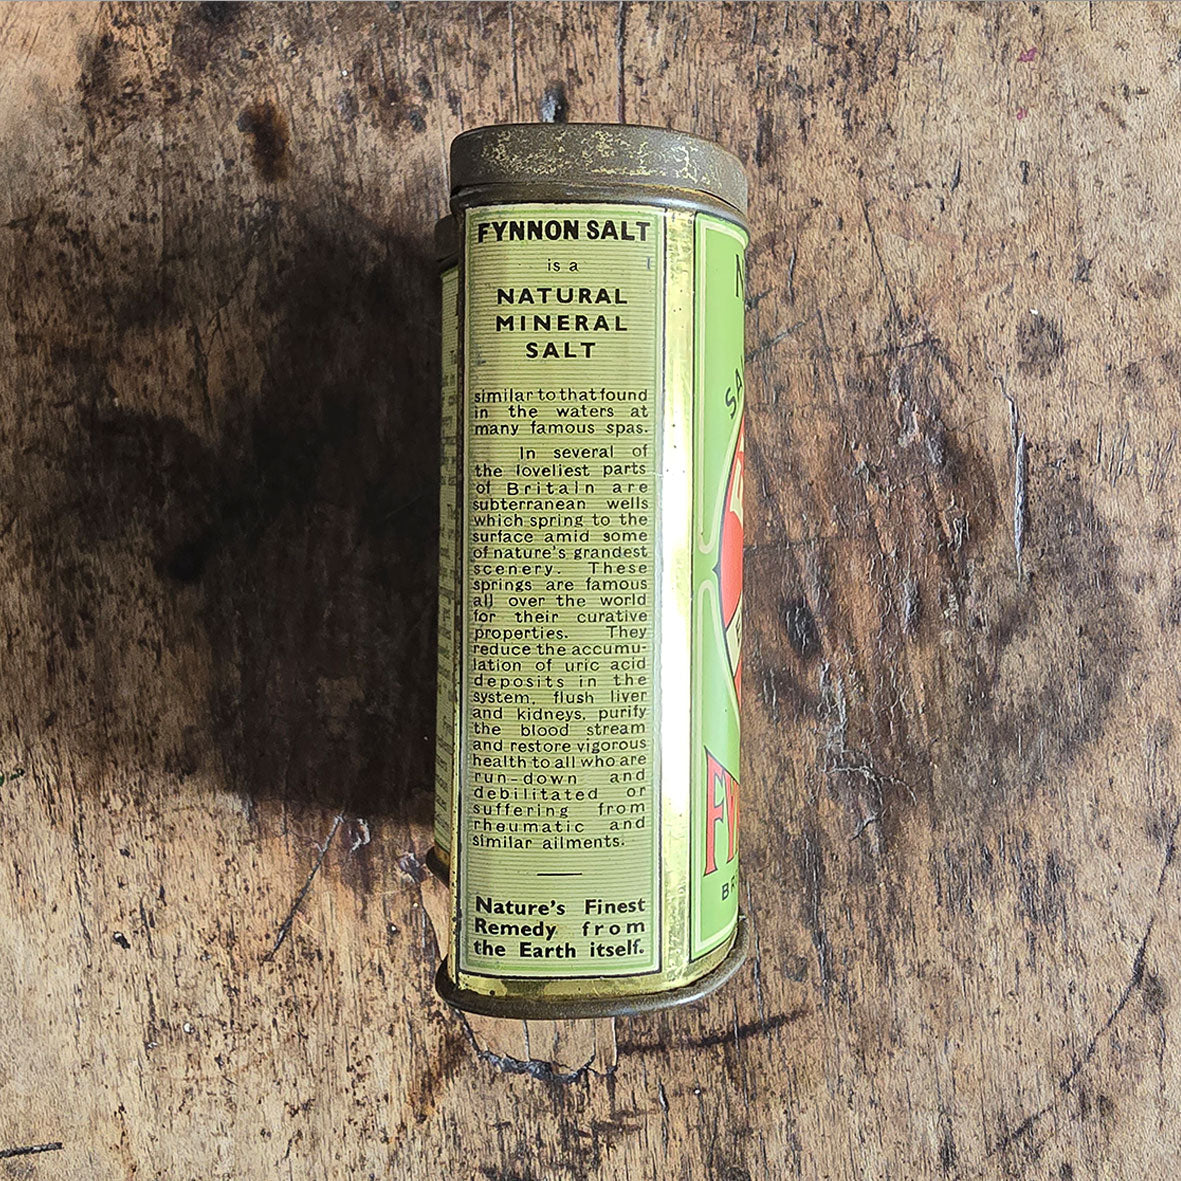 FYNNON SALT
is a
NATURAL
MINERAL
SALT
similar to that found
in the waters at
many famous spas.
In several of
the loveliest parts
of Britain are
subterranean wells
which spring to the
surface amid some
of nature's grandest
scenery. These
springs are famous
all over the world
for their curative
properties. They
reduce the accumu-
lation of uric acid
deposits in the
system, flush liver
and kidneys, purify
the blood stream
and restore vigorous
health to all who are
run-down and
debilitated or
suffering from
rheumatic and
similar ailments.
Nature's Finest
Remedy from
the Earth itself.